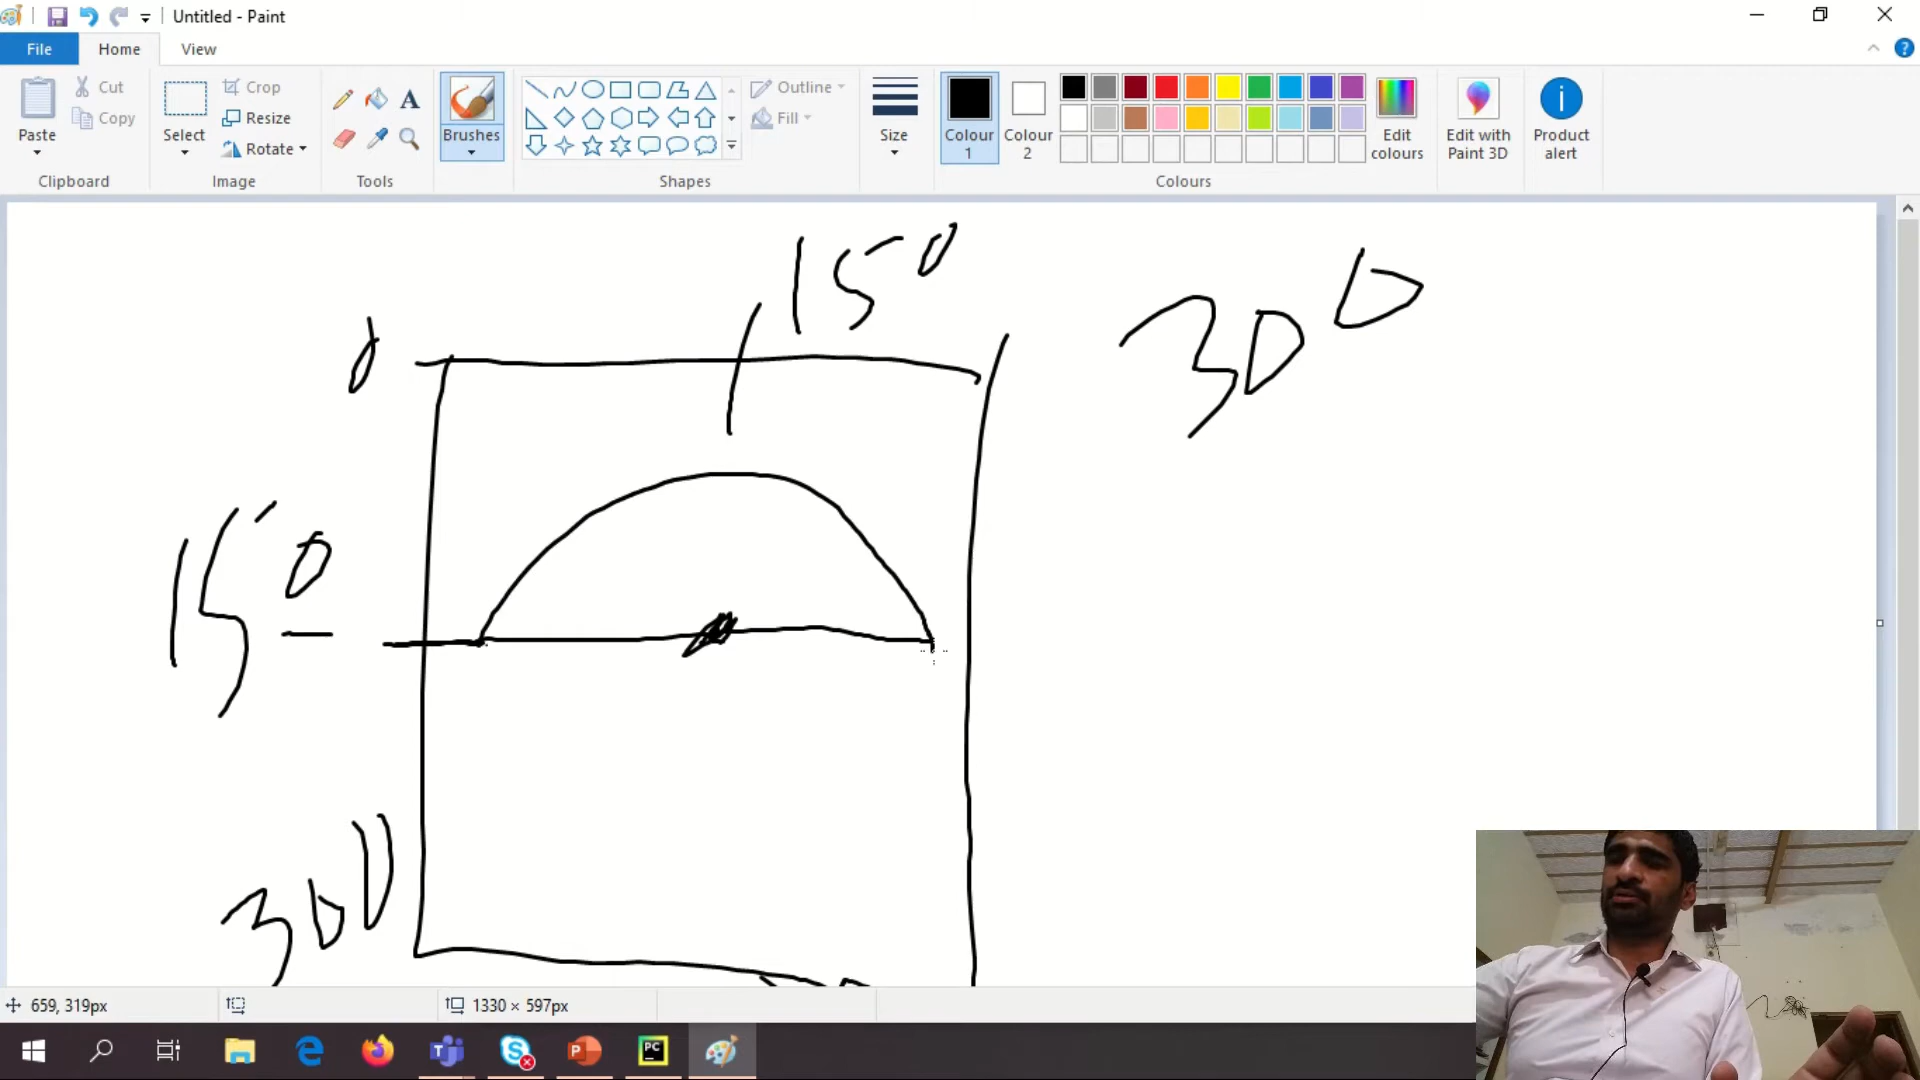 Untitled - Paint
File Home View
Paste
Cut
Copy
Clipboard
Select
Crop
Resize
Rotate
Image
Tools
Brushes
Shapes
Outline
Fill
Size
Colour 1
Colour 2
Edit colours
Colours
Edit with Paint 3D
Product alert
150
300
0
150
300
659, 319px
1330 × 597px